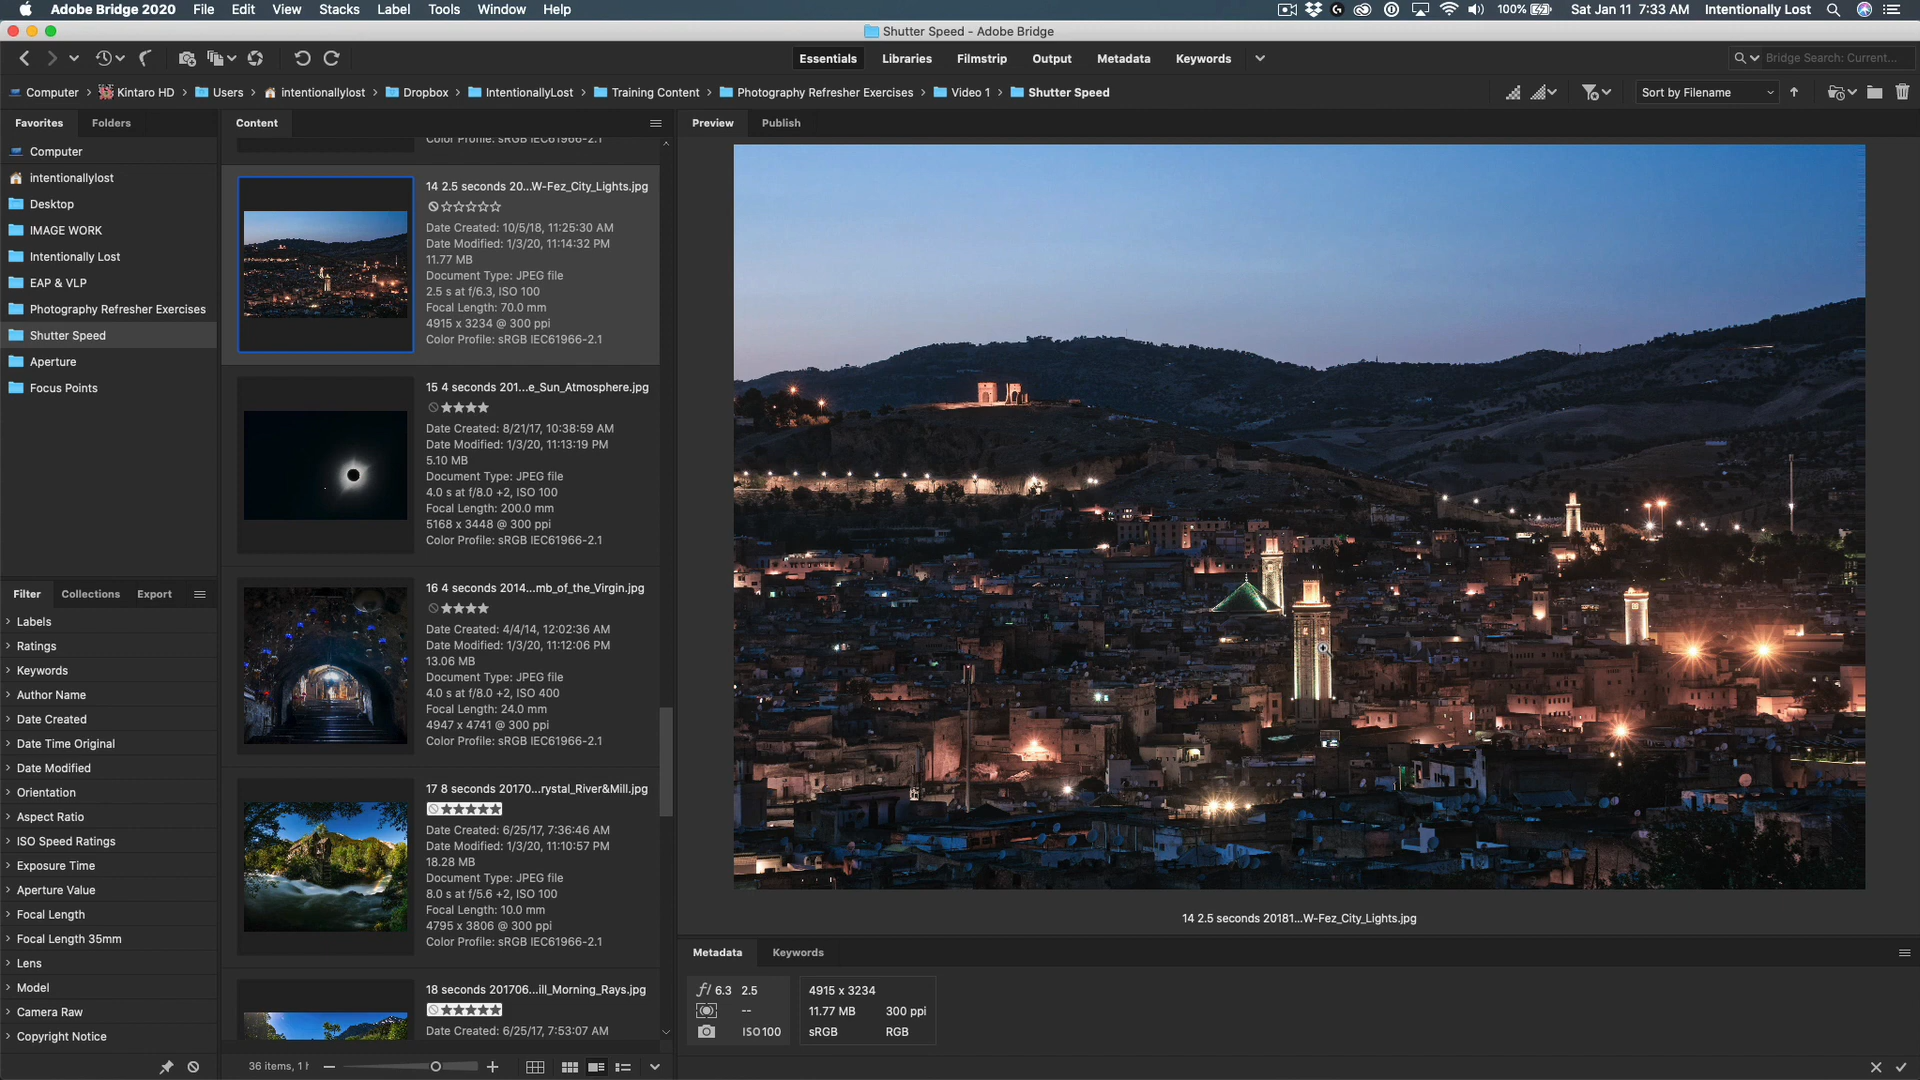 Adobe Bridge 2020 File Edit View Stacks Label Tools Window Help
100% Sat Jan 11 7:33 AM Intentionally Lost
Shutter Speed - Adobe Bridge
Essentials Libraries Filmstrip Output Metadata Keywords
Bridge Search: Current...
Computer Kintaro HD Users intentionallylost Dropbox IntentionallyLost Training Content Photography Refresher Exercises Video 1 Shutter Speed
Sort by Filename
Favorites Folders
Computer
intentionallylost
Desktop
IMAGE WORK
Intentionally Lost
EAP & VLP
Photography Refresher Exercises
Shutter Speed
Aperture
Focus Points
Filter Collections Export
Labels
Ratings
Keywords
Author Name
Date Created
Date Time Original
Date Modified
Orientation
Aspect Ratio
ISO Speed Ratings
Exposure Time
Aperture Value
Focal Length
Focal Length 35mm
Lens
Model
Camera Raw
Copyright Notice
Content
Color Profile: sRGB IEC61966-2.1
14 2.5 seconds 20...W-Fez_City_Lights.jpg
Date Created: 10/5/18, 11:25:30 AM
Date Modified: 1/3/20, 11:14:32 PM
11.77 MB
Document Type: JPEG file
2.5 s at f/6.3, ISO 100
Focal Length: 70.0 mm
4915 x 3234 @ 300 ppi
Color Profile: sRGB IEC61966-2.1
15 4 seconds 201...e_Sun_Atmosphere.jpg
Date Created: 8/21/17, 10:38:59 AM
Date Modified: 1/3/20, 11:13:19 PM
5.10 MB
Document Type: JPEG file
4.0 s at f/8.0 +2, ISO 100
Focal Length: 200.0 mm
5168 x 3448 @ 300 ppi
Color Profile: sRGB IEC61966-2.1
16 4 seconds 2014...mb_of_the_Virgin.jpg
Date Created: 4/4/14, 12:02:36 AM
Date Modified: 1/3/20, 11:12:06 PM
13.06 MB
Document Type: JPEG file
4.0 s at f/8.0 +2, ISO 400
Focal Length: 24.0 mm
4947 x 4741 @ 300 ppi
Color Profile: sRGB IEC61966-2.1
17 8 seconds 20170...rystal_River&Mill.jpg
Date Created: 6/25/17, 7:36:46 AM
Date Modified: 1/3/20, 11:10:57 PM
18.28 MB
Document Type: JPEG file
8.0 s at f/5.6 +2, ISO 100
Focal Length: 10.0 mm
4795 x 3806 @ 300 ppi
Color Profile: sRGB IEC61966-2.1
18 seconds 201706...ill_Morning_Rays.jpg
Date Created: 6/25/17, 7:53:07 AM
36 items, 1 h
Preview Publish
14 2.5 seconds 20181...W-Fez_City_Lights.jpg
Metadata Keywords
f/ 6.3 2.5
--
ISO100
4915 x 3234
11.77 MB 300 ppi
sRGB RGB